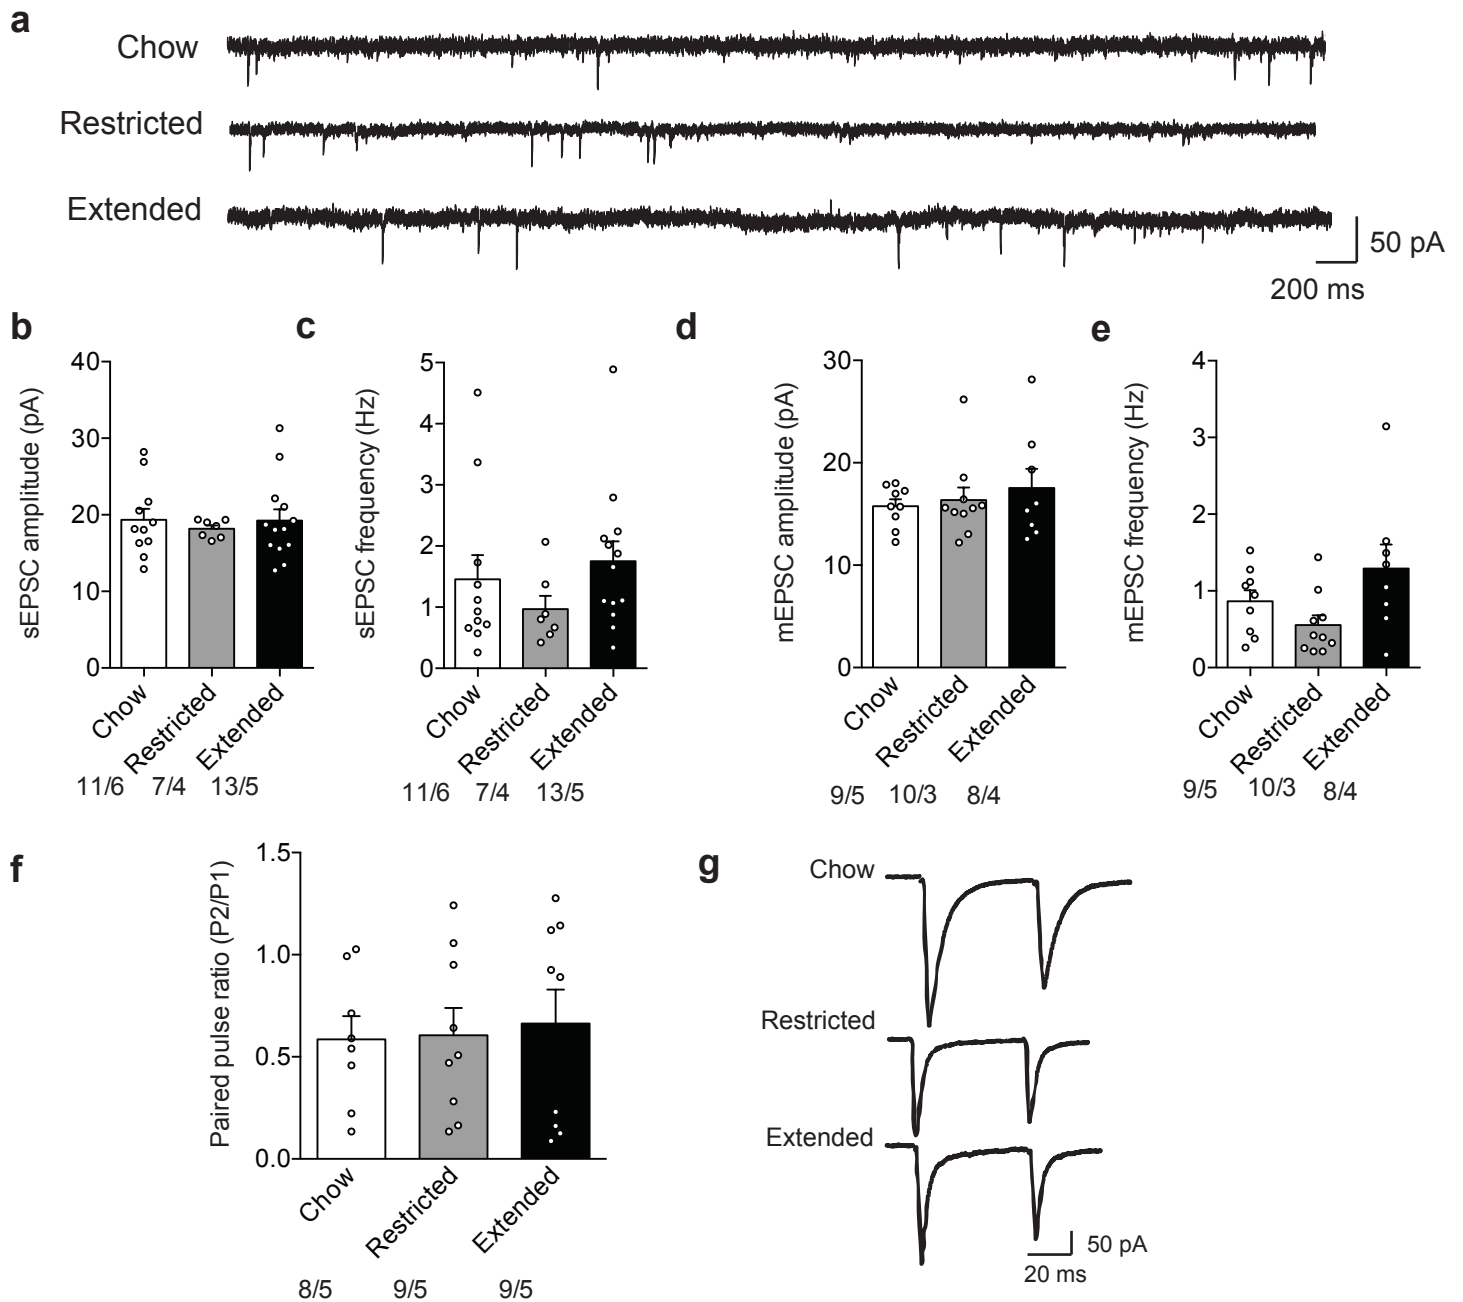 a
Chow
Restricted
Extended
50 pA
200 ms
b
sEPSC amplitude (pA)
40
30
20
10
0
Chow
Restricted
Extended
11/6 7/4 13/5
c
sEPSC frequency (Hz)
5
4
3
2
1
0
Chow
Restricted
Extended
11/6 7/4 13/5
d
mEPSC amplitude (pA)
30
20
10
0
Chow
Restricted
Extended
9/5 10/3 8/4
e
mEPSC frequency (Hz)
4
3
2
1
0
Chow
Restricted
Extended
9/5 10/3 8/4
f
Paired pulse ratio (P2/P1)
1.5
1.0
0.5
0.0
Chow
Restricted
Extended
8/5 9/5 9/5
g
Chow
Restricted
Extended
50 pA
20 ms